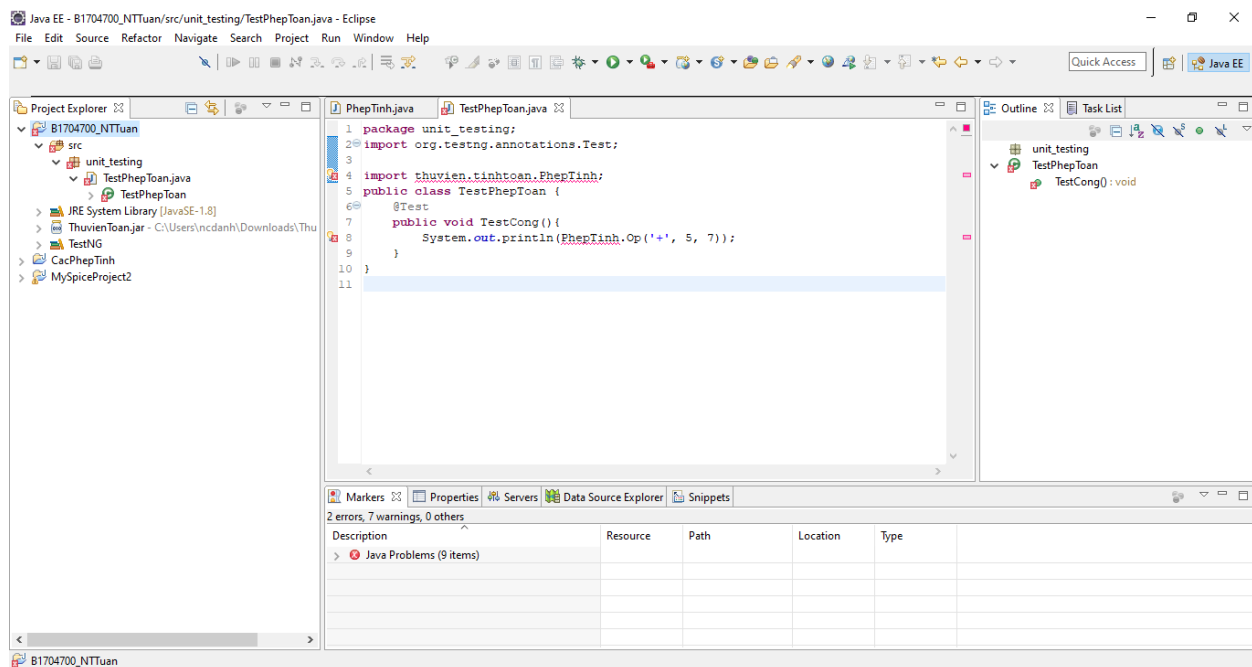 Java EE - B1704700_NTTuan/src/unit_testing/TestPhepToan.java - Eclipse
File Edit Source Refactor Navigate Search Project Run Window Help
Quick Access Java EE
Project Explorer
B1704700_NTTuan
src
unit_testing
TestPhepToan.java
TestPhepToan
JRE System Library [JavaSE-1.8]
ThuvienToan.jar - C:\Users\ncdanh\Downloads\Thu
TestNG
CacPhepTinh
MySpiceProject2
PhepTinh.java TestPhepToan.java
1 package unit_testing;
2 import org.testng.annotations.Test;
3
4 import thuvien.tinhtoan.PhepTinh;
5 public class TestPhepToan {
6 @Test
7 public void TestCong(){
8 System.out.println(PhepTinh.Op('+', 5, 7));
9 }
10 }
11
Outline Task List
unit_testing
TestPhepToan
TestCong() : void
Markers Properties Servers Data Source Explorer Snippets
2 errors, 7 warnings, 0 others
Description Resource Path Location Type
Java Problems (9 items)
B1704700_NTTuan